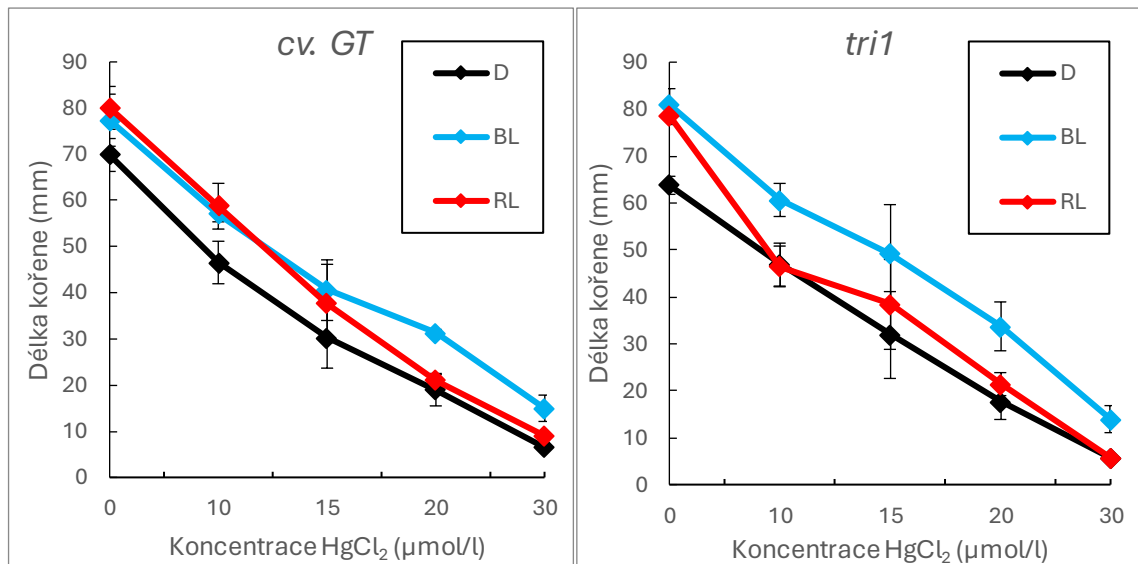 cv. GT
D
BL
RL
90
80
70
60
50
40
30
20
10
0
Délka kořene (mm)
0 10 15 20 30
Koncentrace HgCl₂ (µmol/l)
tri1
D
BL
RL
90
80
70
60
50
40
30
20
10
0
Délka kořene (mm)
0 10 15 20 30
Koncentrace HgCl₂ (µmol/l)